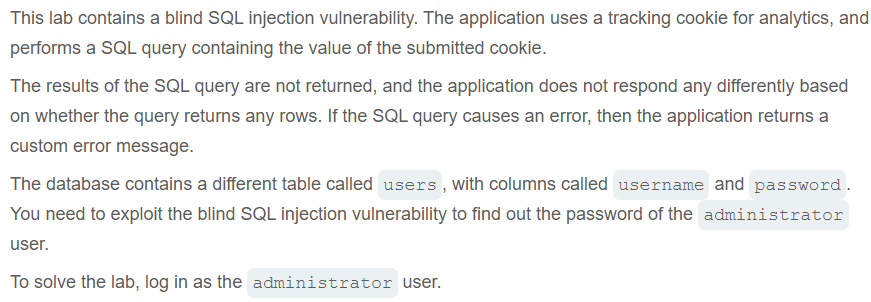 This lab contains a blind SQL injection vulnerability. The application uses a tracking cookie for analytics, and
performs a SQL query containing the value of the submitted cookie.
The results of the SQL query are not returned, and the application does not respond any differently based
on whether the query returns any rows. If the SQL query causes an error, then the application returns a
custom error message.
The database contains a different table called users, with columns called username and password.
You need to exploit the blind SQL injection vulnerability to find out the password of the administrator
user.
To solve the lab, log in as the administrator user.